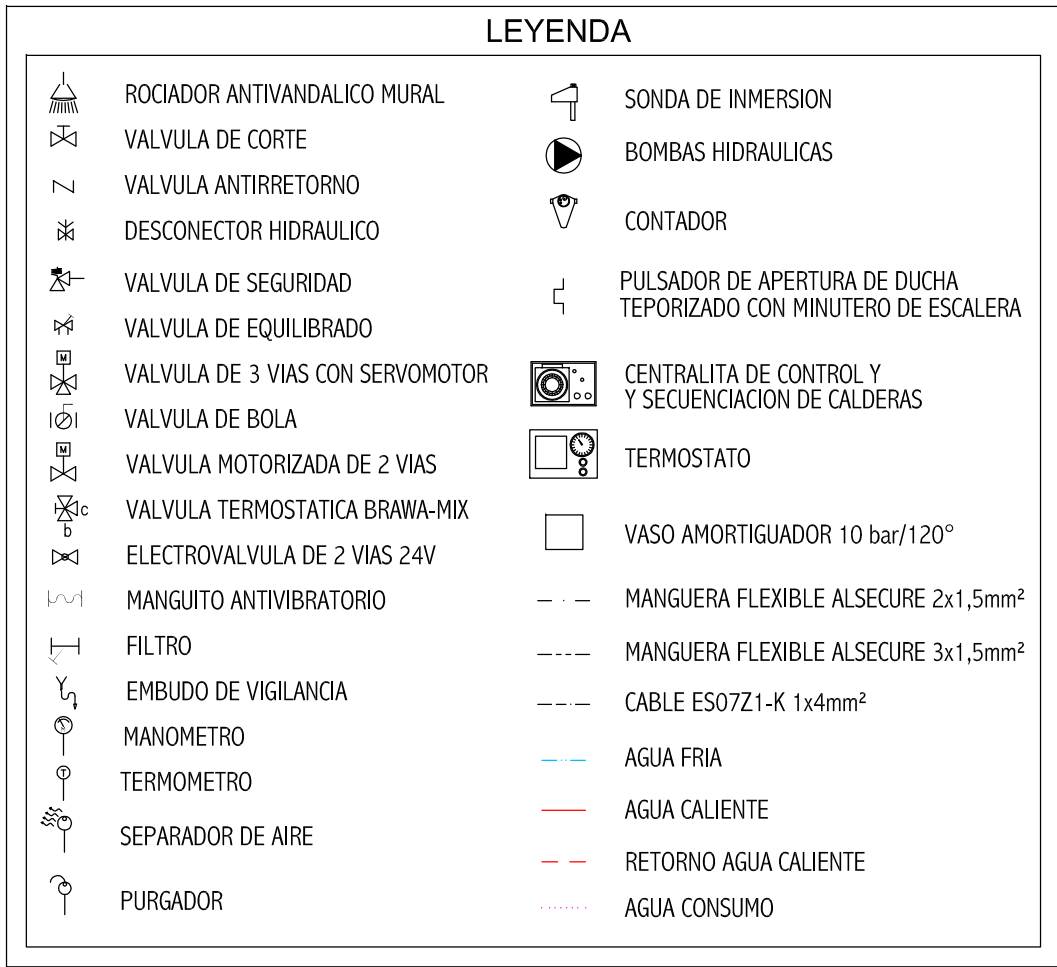 LEYENDA
ROCIADOR ANTIVANDALICO MURAL
VALVULA DE CORTE
VALVULA ANTIRRETORNO
DESCONECTOR HIDRAULICO
VALVULA DE SEGURIDAD
VALVULA DE EQUILIBRADO
M
VALVULA DE 3 VIAS CON SERVOMOTOR
VALVULA DE BOLA
M
VALVULA MOTORIZADA DE 2 VIAS
c
b
VALVULA TERMOSTATICA BRAWA-MIX
ELECTROVALVULA DE 2 VIAS 24V
MANGUITO ANTIVIBRATORIO
FILTRO
EMBUDO DE VIGILANCIA
MANOMETRO
T
TERMOMETRO
SEPARADOR DE AIRE
PURGADOR
SONDA DE INMERSION
BOMBAS HIDRAULICAS
CONTADOR
PULSADOR DE APERTURA DE DUCHA
TEPORIZADO CON MINUTERO DE ESCALERA
CENTRALITA DE CONTROL Y
Y SECUENCIACION DE CALDERAS
TERMOSTATO
VASO AMORTIGUADOR 10 bar/120°
MANGUERA FLEXIBLE ALSECURE 2x1,5mm²
MANGUERA FLEXIBLE ALSECURE 3x1,5mm²
CABLE ES07Z1-K 1x4mm²
AGUA FRIA
AGUA CALIENTE
RETORNO AGUA CALIENTE
AGUA CONSUMO